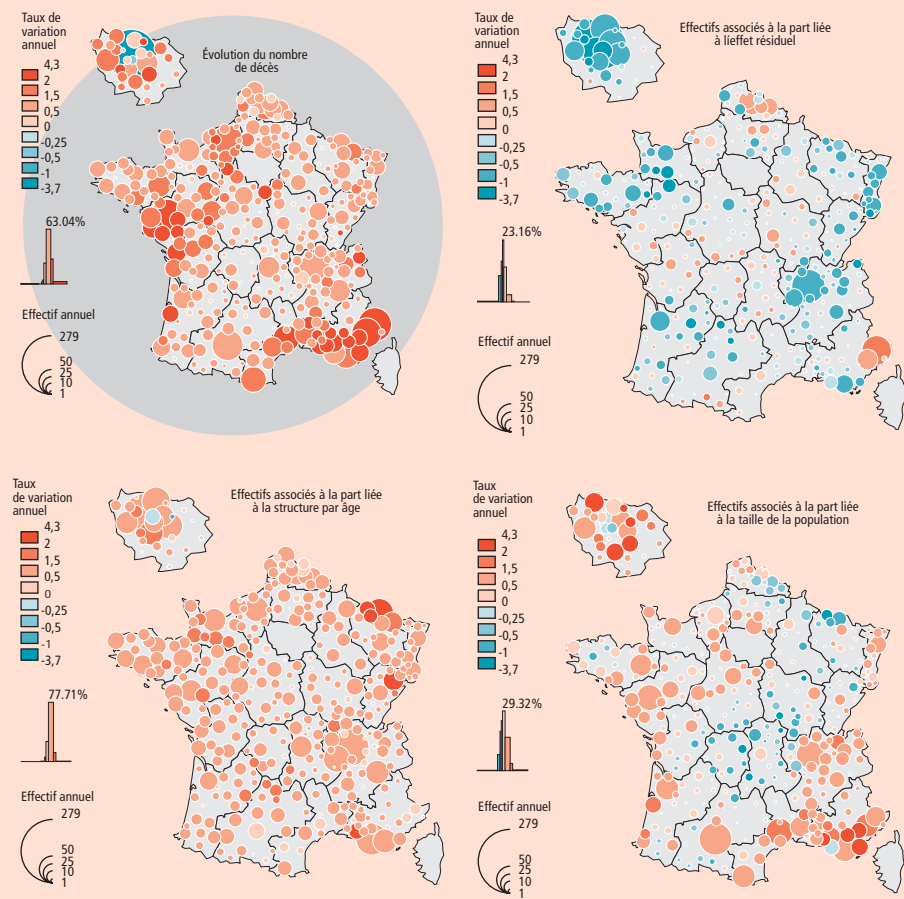 Taux de
variation
annuel
4,3
2
1,5
0,5
0
-0,25
-0,5
-1
-3,7
63.04%
Effectif annuel
279
50
25
10
1
Évolution du nombre
de décès
Taux de
variation
annuel
4,3
2
1,5
0,5
0
-0,25
-0,5
-1
-3,7
23.16%
Effectif annuel
279
50
25
10
1
Effectifs associés à la part liée
à líeffet résiduel
Taux
de variation
annuel
4,3
2
1,5
0,5
0
-0,25
-0,5
-1
-3,7
77.71%
Effectif annuel
279
50
25
10
1
Effectifs associés à la part liée
à la structure par âge
Taux
de variation
annuel
4,3
2
1,5
0,5
0
-0,25
-0,5
-1
-3,7
29.32%
Effectif annuel
279
50
25
10
1
Effectifs associés à la part liée
à la taille de la population